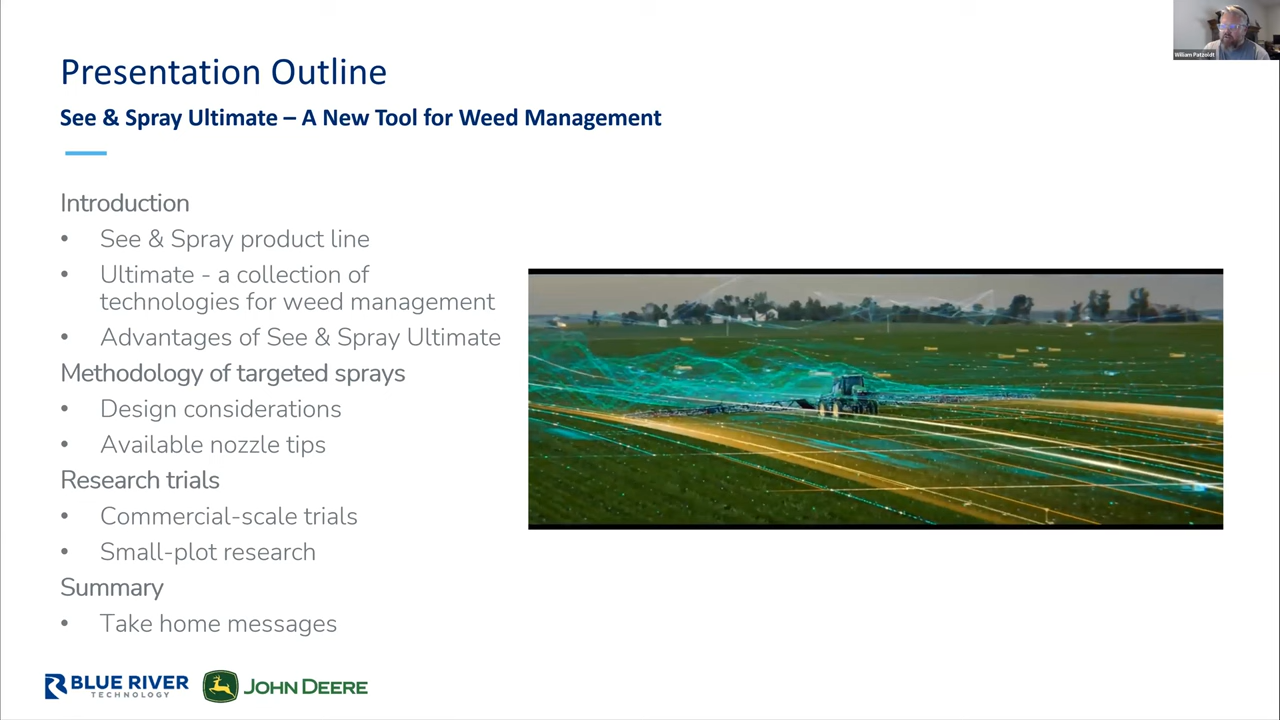 William Patzoldt
Presentation Outline
See & Spray Ultimate – A New Tool for Weed Management
Introduction
• See & Spray product line
• Ultimate - a collection of
technologies for weed management
• Advantages of See & Spray Ultimate
Methodology of targeted sprays
• Design considerations
• Available nozzle tips
Research trials
• Commercial-scale trials
• Small-plot research
Summary
• Take home messages
BLUE RIVER
TECHNOLOGY
JOHN DEERE